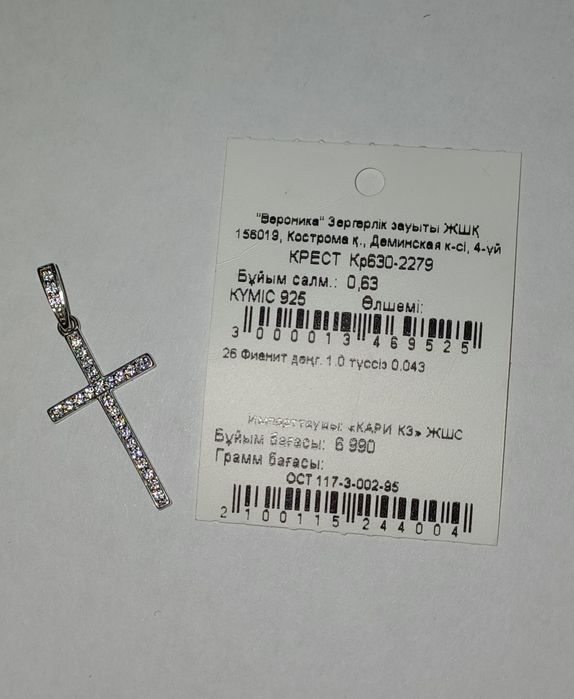 "Вероника" Зергерлік зауыты ЖШҚ
156019, Кострома қ., Деминская к-сі, 4-үй
КРЕСТ Кр630-2279
Бұйым салм.: 0,63
КҮМІС 925 Өлшемі:
3 000013 469525
26 Фианит дөңг. 1.0 түссіз 0.043
Импорттаушы: «КАРИ КЗ» ЖШС
Бұйым бағасы: 6 990
Грамм бағасы:
ОСТ 117-3-002-95
2 100115 244004